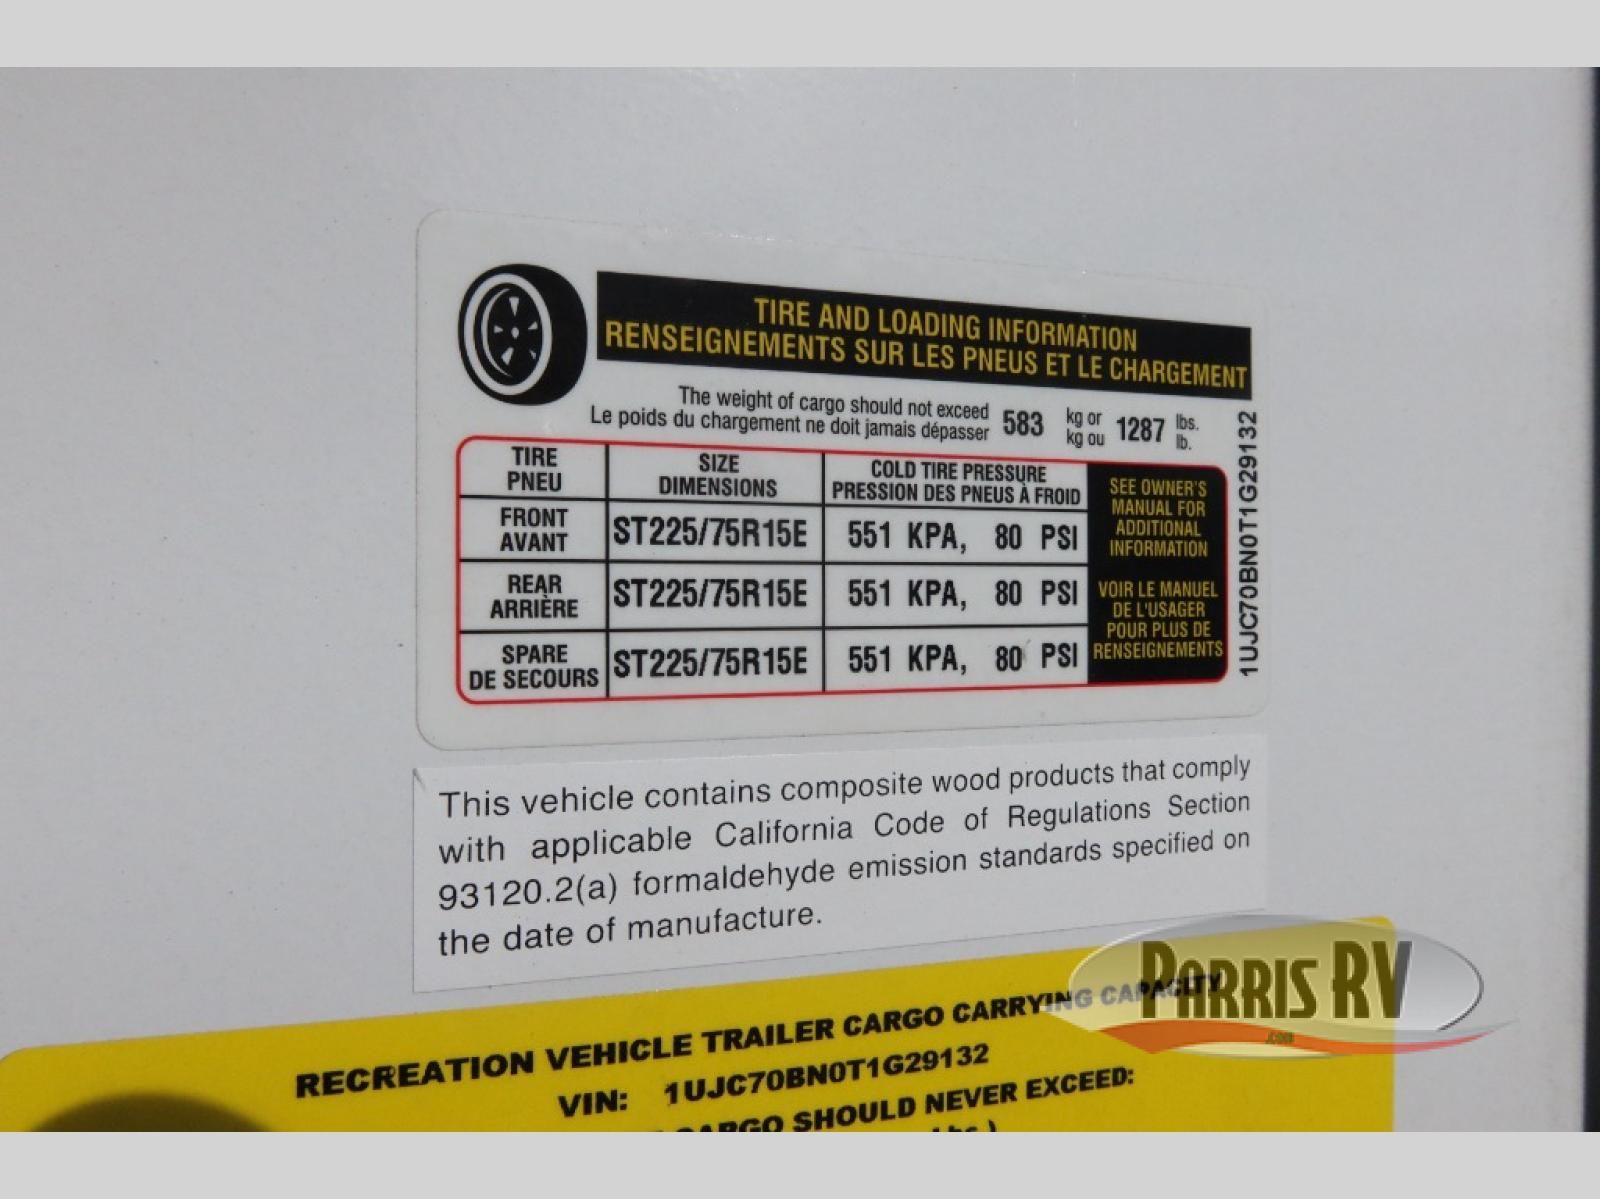 TIRE AND LOADING INFORMATION
RENSEIGNEMENTS SUR LES PNEUS ET LE CHARGEMENT
The weight of cargo should not exceed 583 kg or 1287 lbs.
Le poids du chargement ne doit jamais dépasser kg ou lb.
TIRE SIZE COLD TIRE PRESSURE
PNEU DIMENSIONS PRESSION DES PNEUS À FROID
FRONT
AVANT ST225/75R15E 551 KPA, 80 PSI
REAR
ARRIÈRE ST225/75R15E 551 KPA, 80 PSI
SPARE
DE SECOURS ST225/75R15E 551 KPA, 80 PSI
SEE OWNER'S
MANUAL FOR
ADDITIONAL
INFORMATION
VOIR LE MANUEL
DE L'USAGER
POUR PLUS DE
RENSEIGNEMENTS
1UJC70BN0T1G29132
This vehicle contains composite wood products that comply
with applicable California Code of Regulations Section
93120.2(a) formaldehyde emission standards specified on
the date of manufacture.
RECREATION VEHICLE TRAILER CARGO CARRYING CAPACITY
VIN: 1UJC70BN0T1G29132
CARGO SHOULD NEVER EXCEED:
PARRIS RV
.com